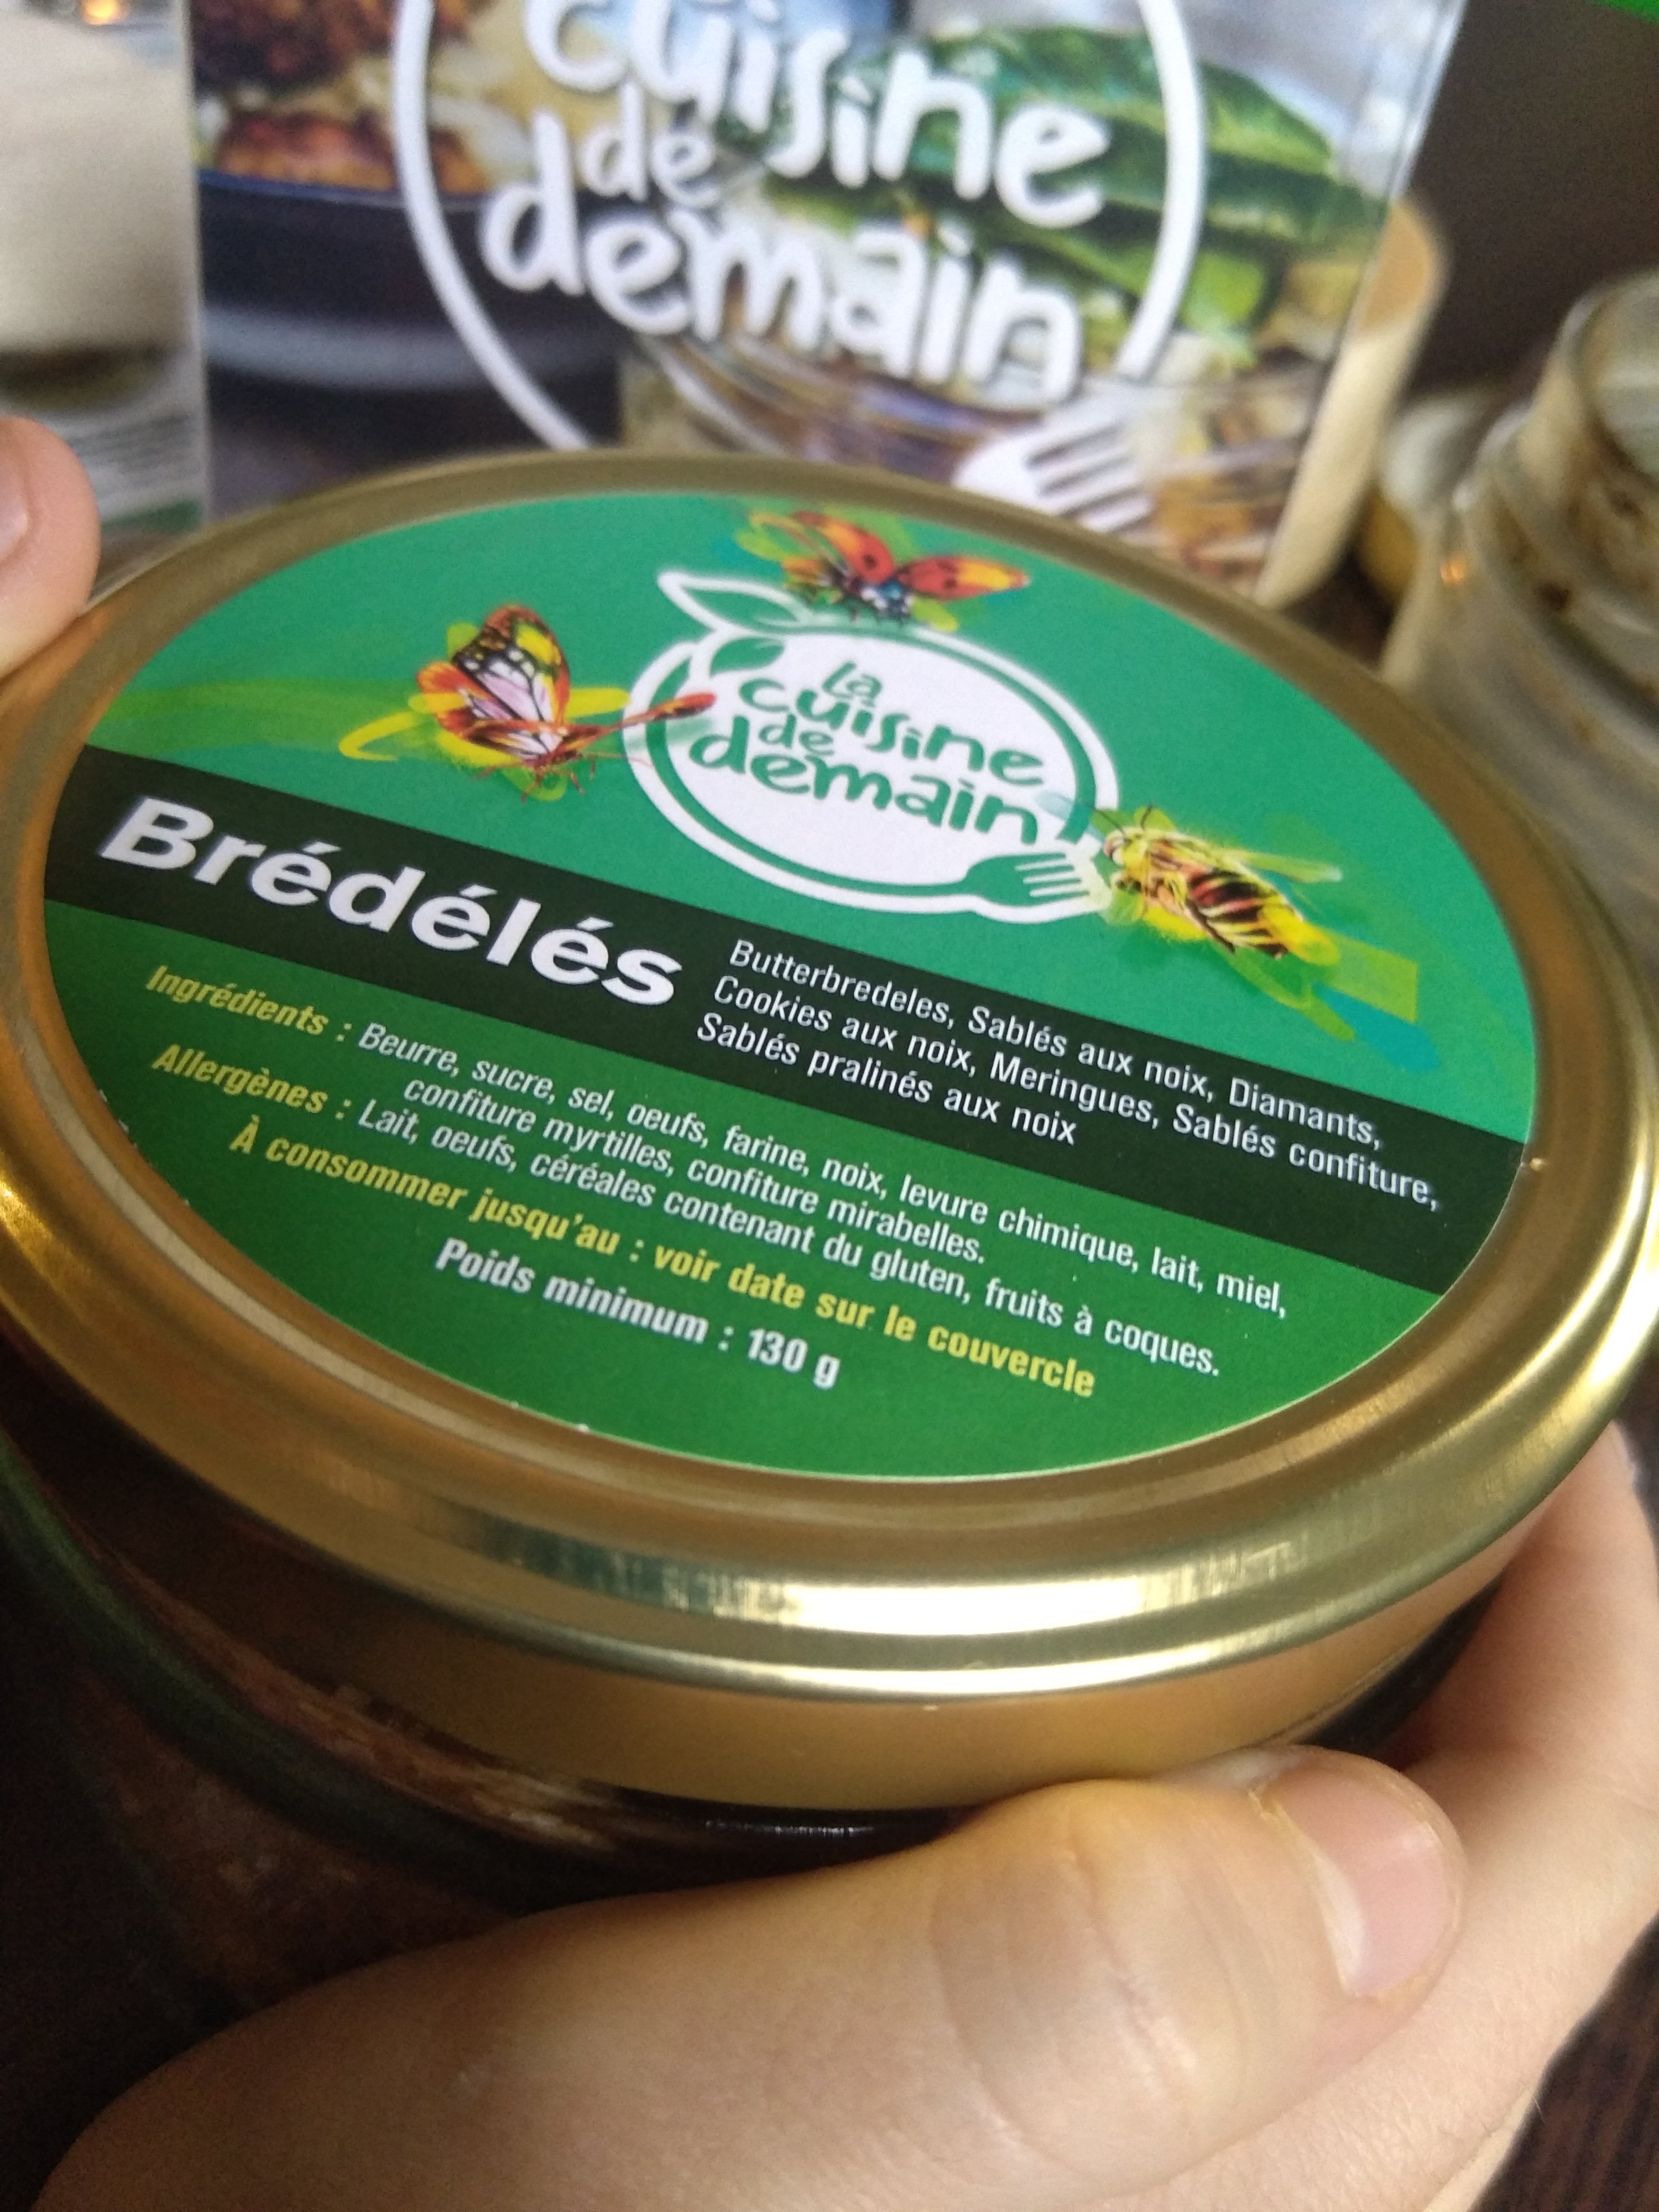 cuisine
de
demain
la
cuisine
de
demain
Brédélés
Butterbredeles, Sablés aux noix, Diamants,
Cookies aux noix, Meringues, Sablés confiture,
Sablés pralinés aux noix
Ingrédients : Beurre, sucre, sel, oeufs, farine, noix, levure chimique, lait, miel,
confiture myrtilles, confiture mirabelles.
Allergènes : Lait, oeufs, céréales contenant du gluten, fruits à coques.
À consommer jusqu'au : voir date sur le couvercle
Poids minimum : 130 g